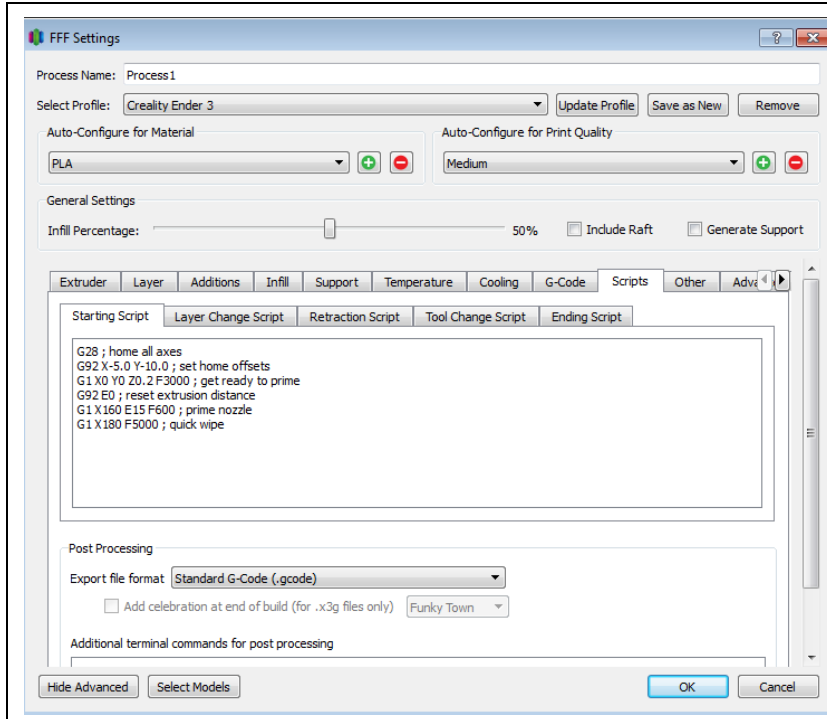 FFF Settings
Process Name: Process1
Select Profile: Creality Ender 3 Update Profile Save as New Remove
Auto-Configure for Material Auto-Configure for Print Quality
PLA Medium
General Settings
Infill Percentage: 50% Include Raft Generate Support
Extruder Layer Additions Infill Support Temperature Cooling G-Code Scripts Other
Starting Script Layer Change Script Retraction Script Tool Change Script Ending Script
G28 ; home all axes
G92 X-5.0 Y-10.0 ; set home offsets
G1 X0 Y0 Z0.2 F3000 ; get ready to prime
G92 E0 ; reset extrusion distance
G1 X160 E15 F600 ; prime nozzle
G1 X180 F5000 ; quick wipe
Post Processing
Export file format Standard G-Code (.gcode)
Add celebration at end of build (for .x3g files only) Funky Town
Additional terminal commands for post processing
Hide Advanced Select Models OK Cancel